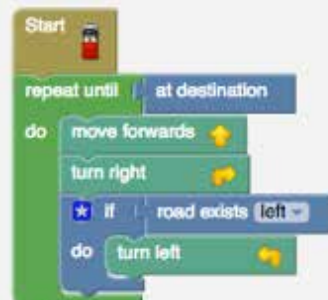 Start
repeat until at destination
do move forwards
turn right
if road exists left
do turn left